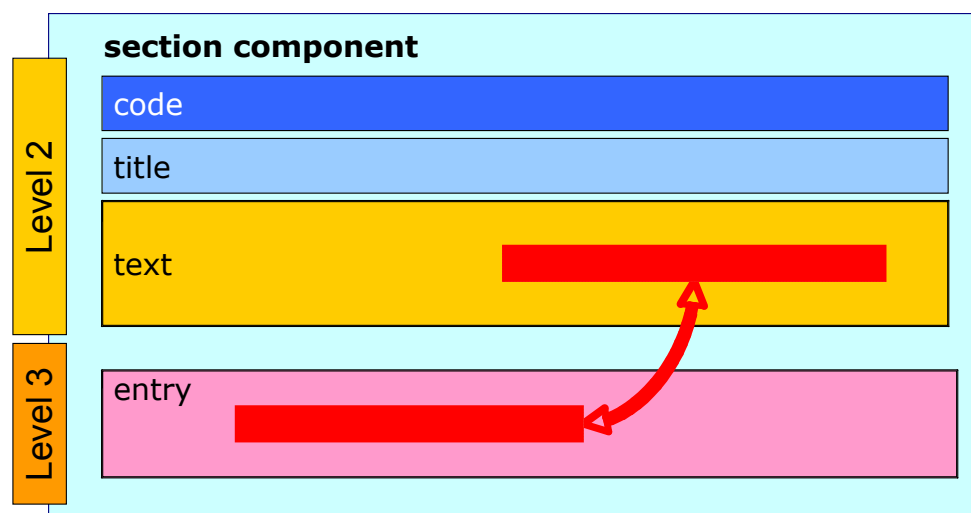 section component
code
title
text
Level 2
entry
Level 3